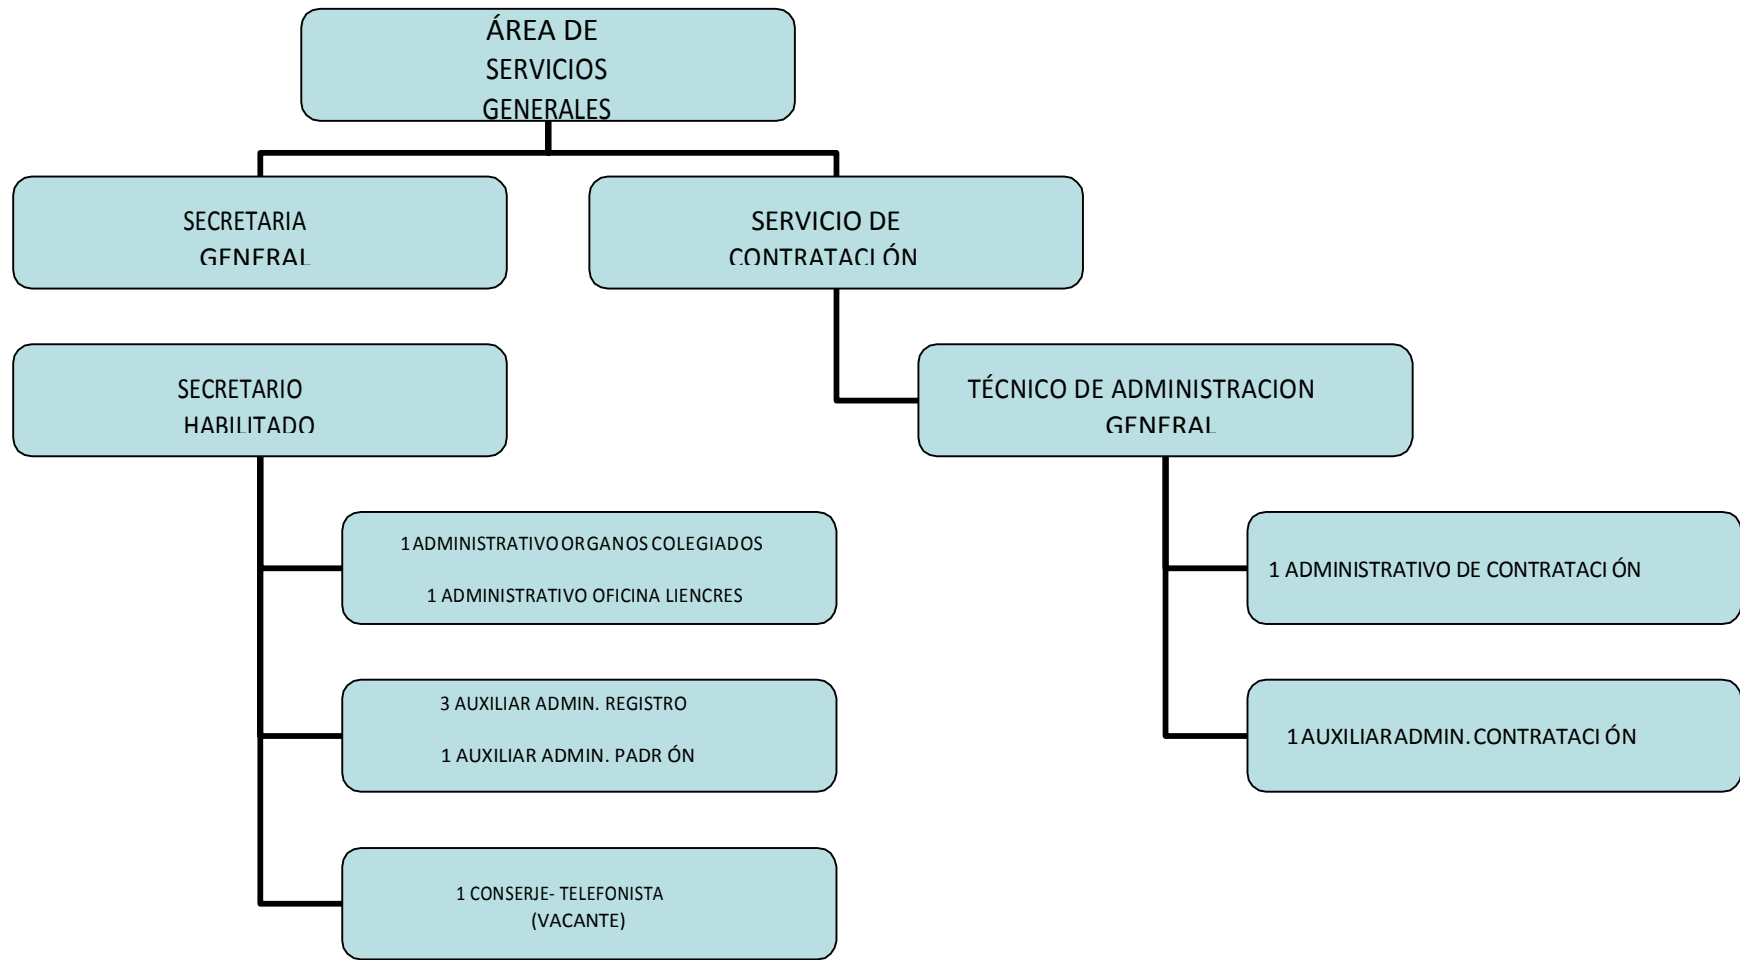 ÁREA DE
SERVICIOS
GENERALES
SECRETARIA
GENERAL
SERVICIO DE
CONTRATACIÓN
SECRETARIO
HABILITADO
TÉCNICO DE ADMINISTRACION
GENERAL
1 ADMINISTRATIVO ORGANOS COLEGIADOS
1 ADMINISTRATIVO OFICINA LIENCRES
1 ADMINISTRATIVO DE CONTRATACIÓN
3 AUXILIAR ADMIN. REGISTRO
1 AUXILIAR ADMIN. PADRÓN
1 AUXILIAR ADMIN. CONTRATACIÓN
1 CONSERJE- TELEFONISTA
(VACANTE)